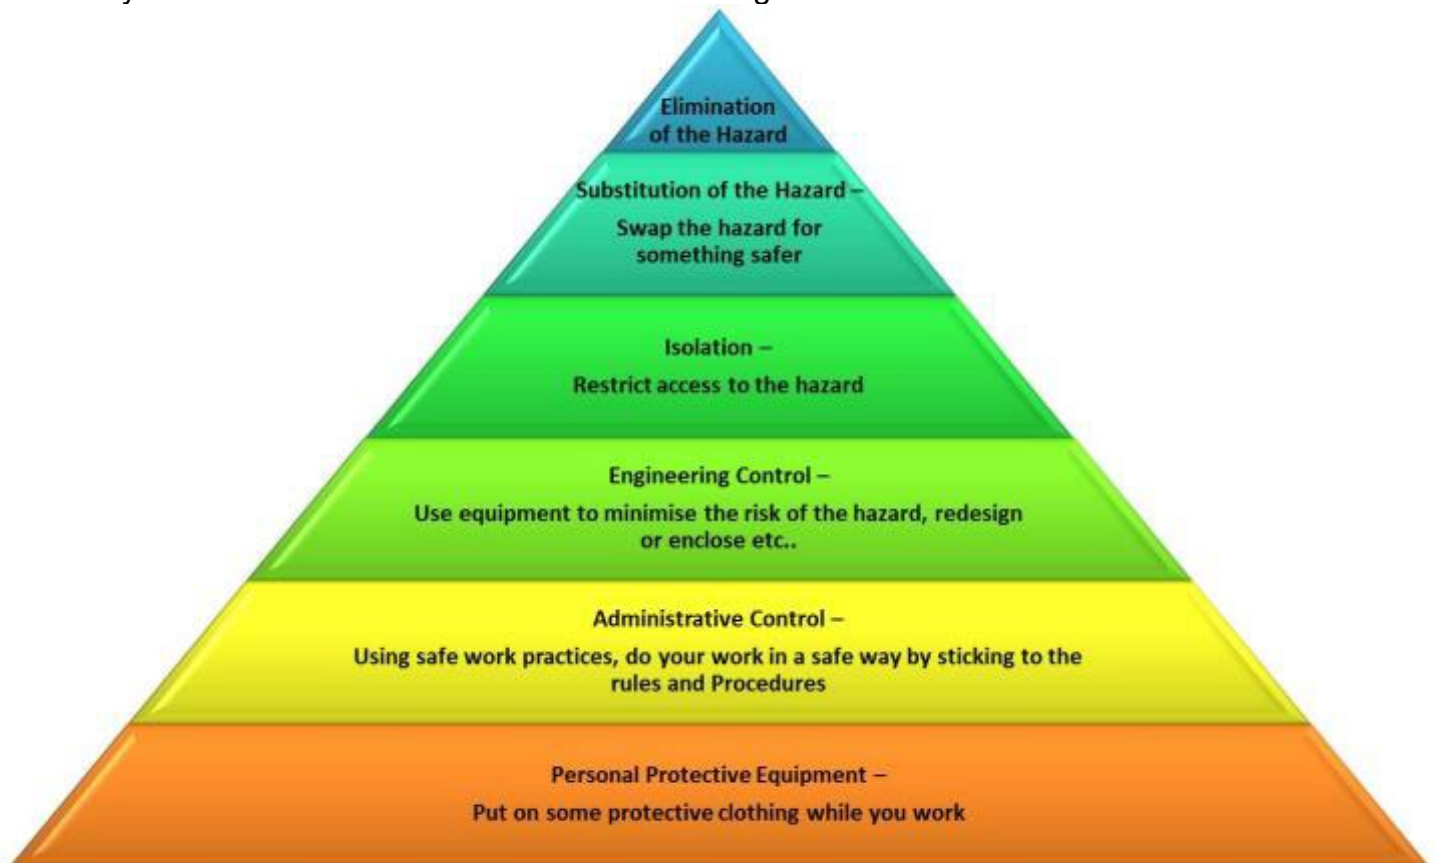 Elimination
of the Hazard
Substitution of the Hazard –
Swap the hazard for
something safer
Isolation –
Restrict access to the hazard
Engineering Control –
Use equipment to minimise the risk of the hazard, redesign
or enclose etc..
Administrative Control –
Using safe work practices, do your work in a safe way by sticking to the
rules and Procedures
Personal Protective Equipment –
Put on some protective clothing while you work